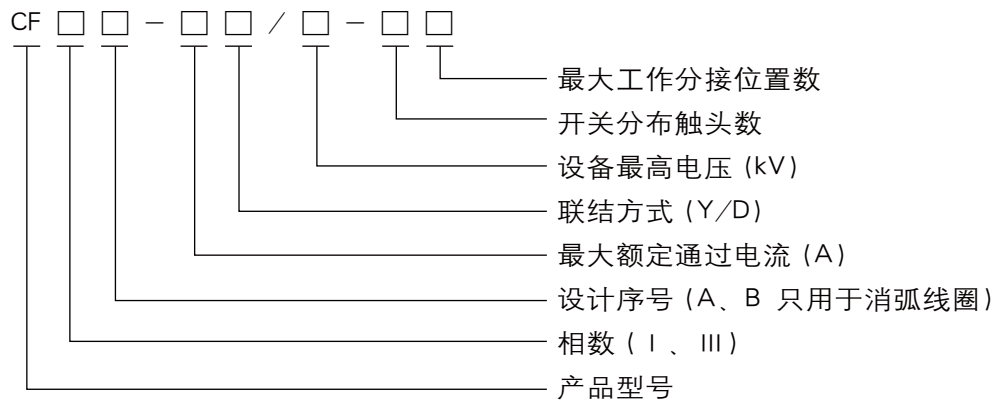 CF□□-□□/□-□□
最大工作分接位置数
开关分布触头数
设备最高电压 (kV)
联结方式 (Y/D)
最大额定通过电流 (A)
设计序号 (A、B 只用于消弧线圈)
相数 ( I 、 III )
产品型号